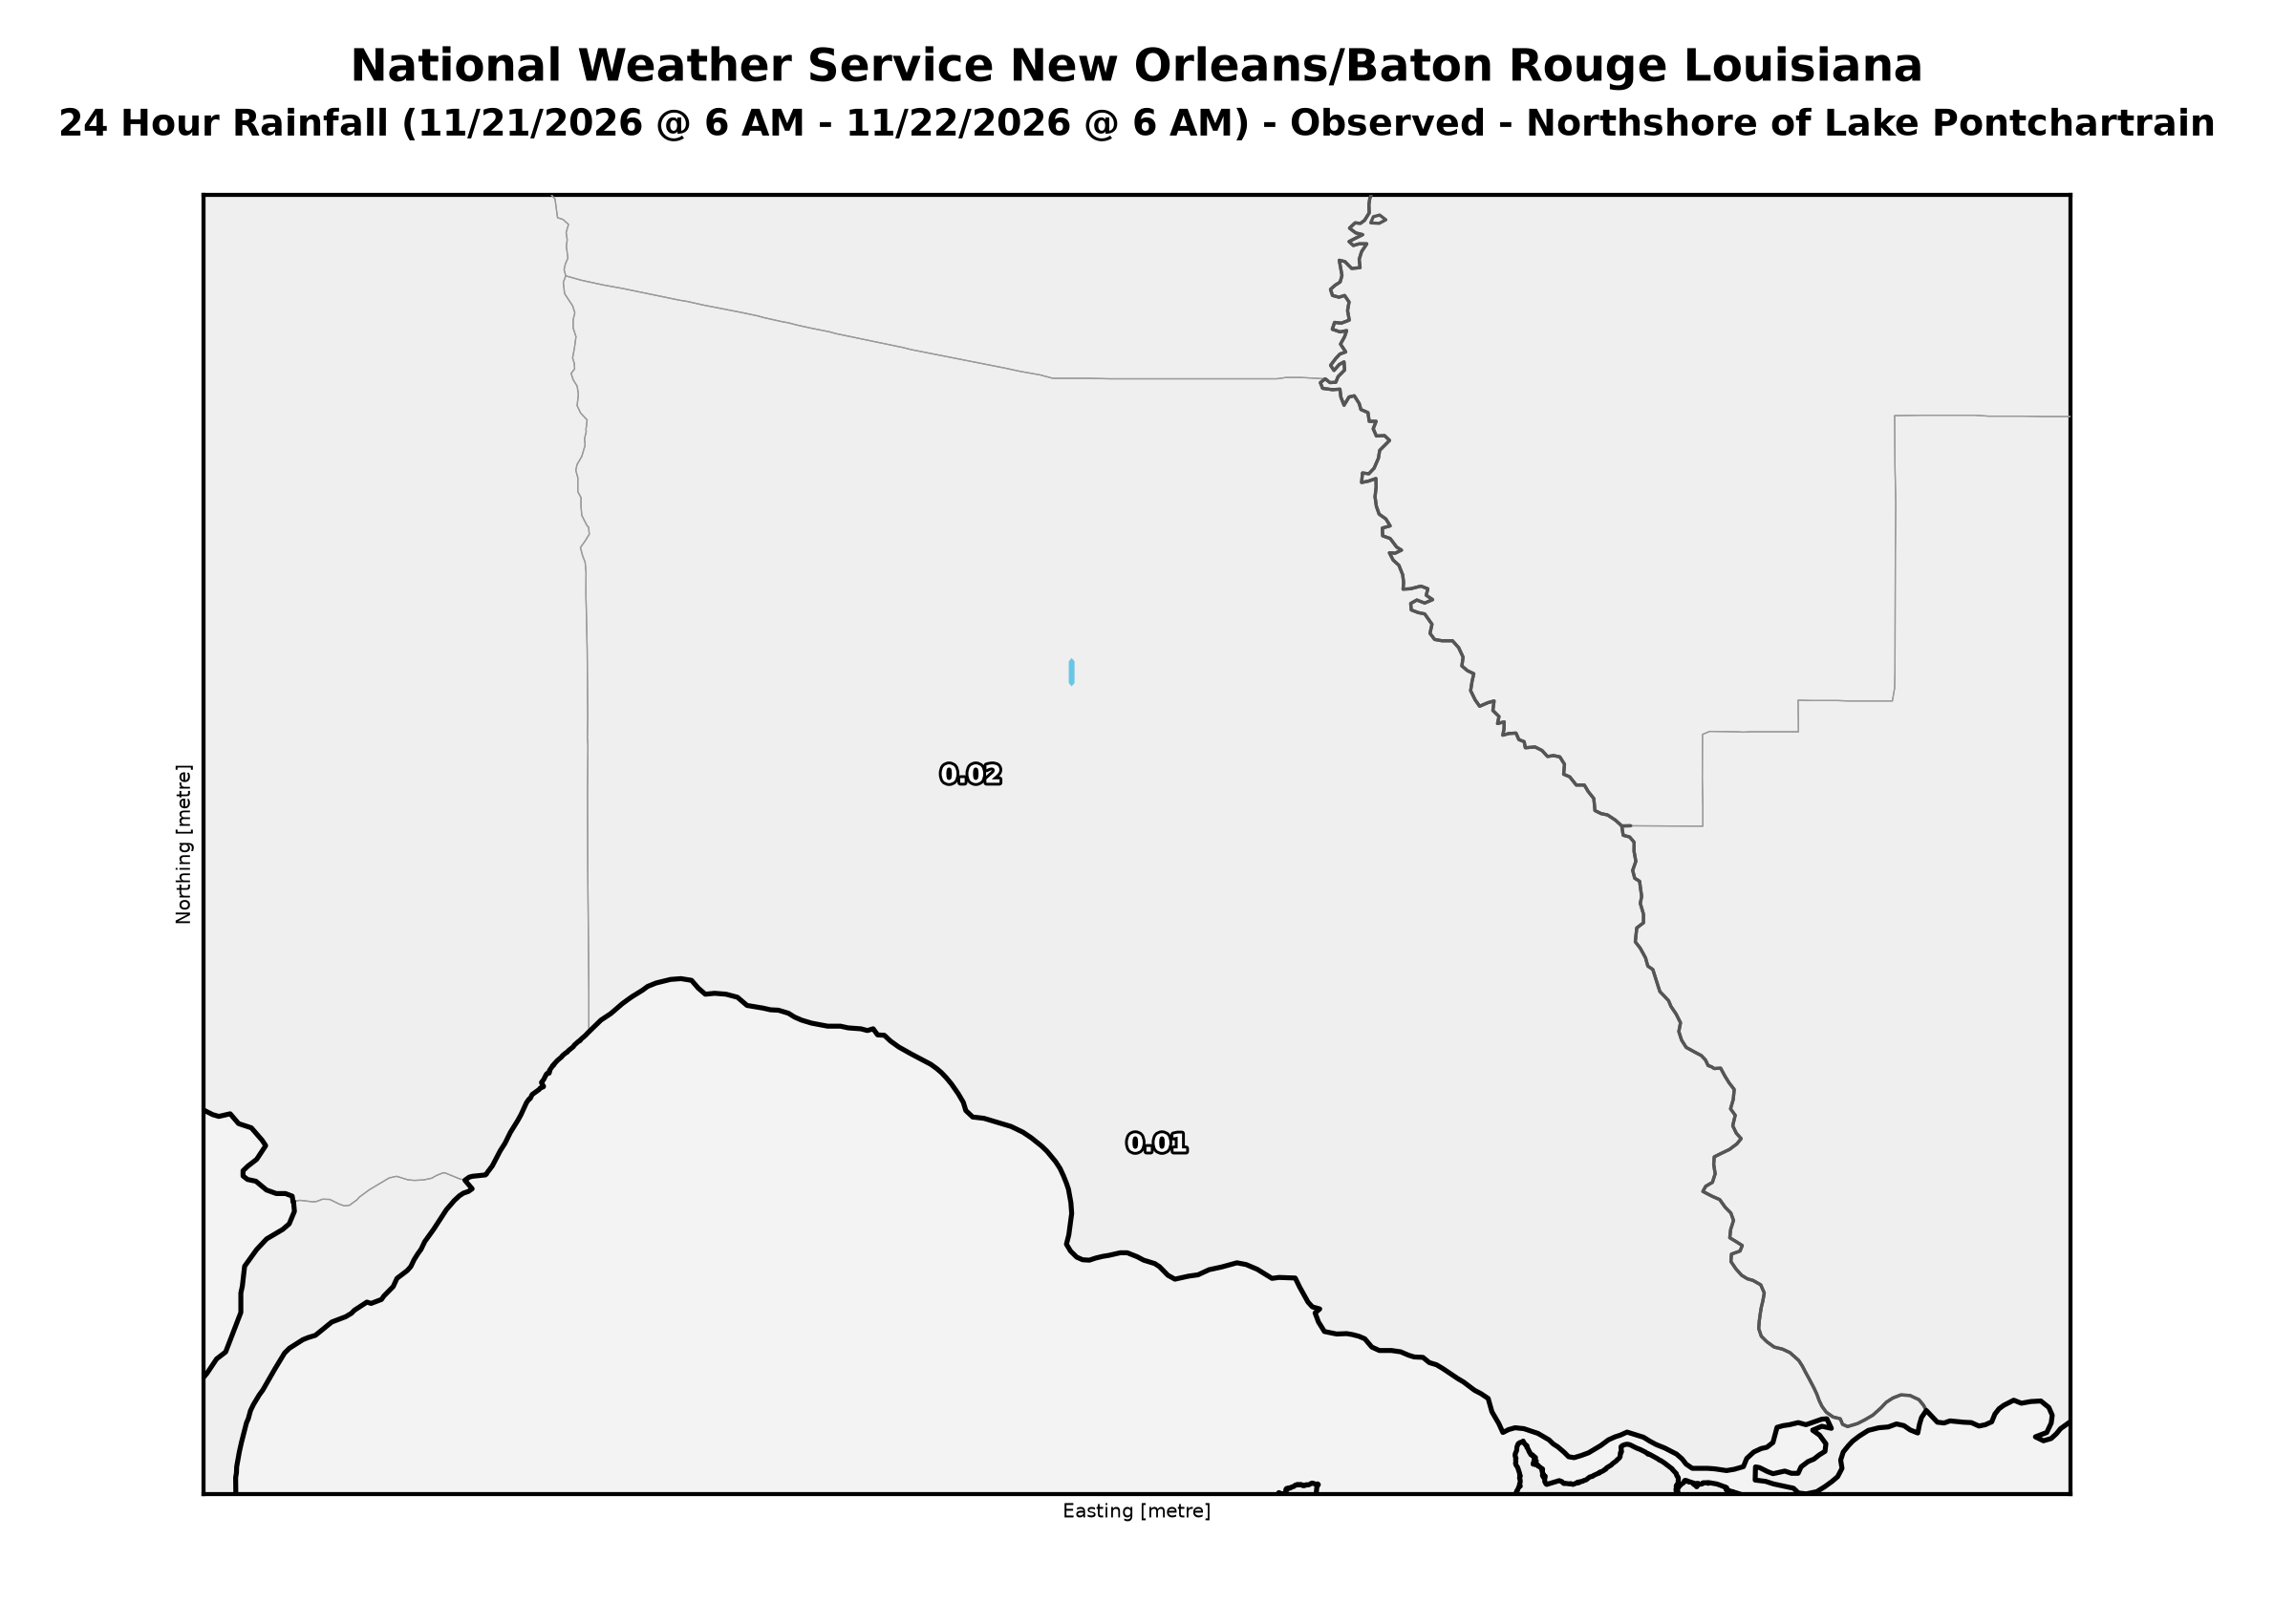 National Weather Service New Orleans/Baton Rouge Louisiana
24 Hour Rainfall (11/21/2026 @ 6 AM - 11/22/2026 @ 6 AM) - Observed - Northshore of Lake Pontchartrain
0.02
Northing [metre]
0.01
Easting [metre]